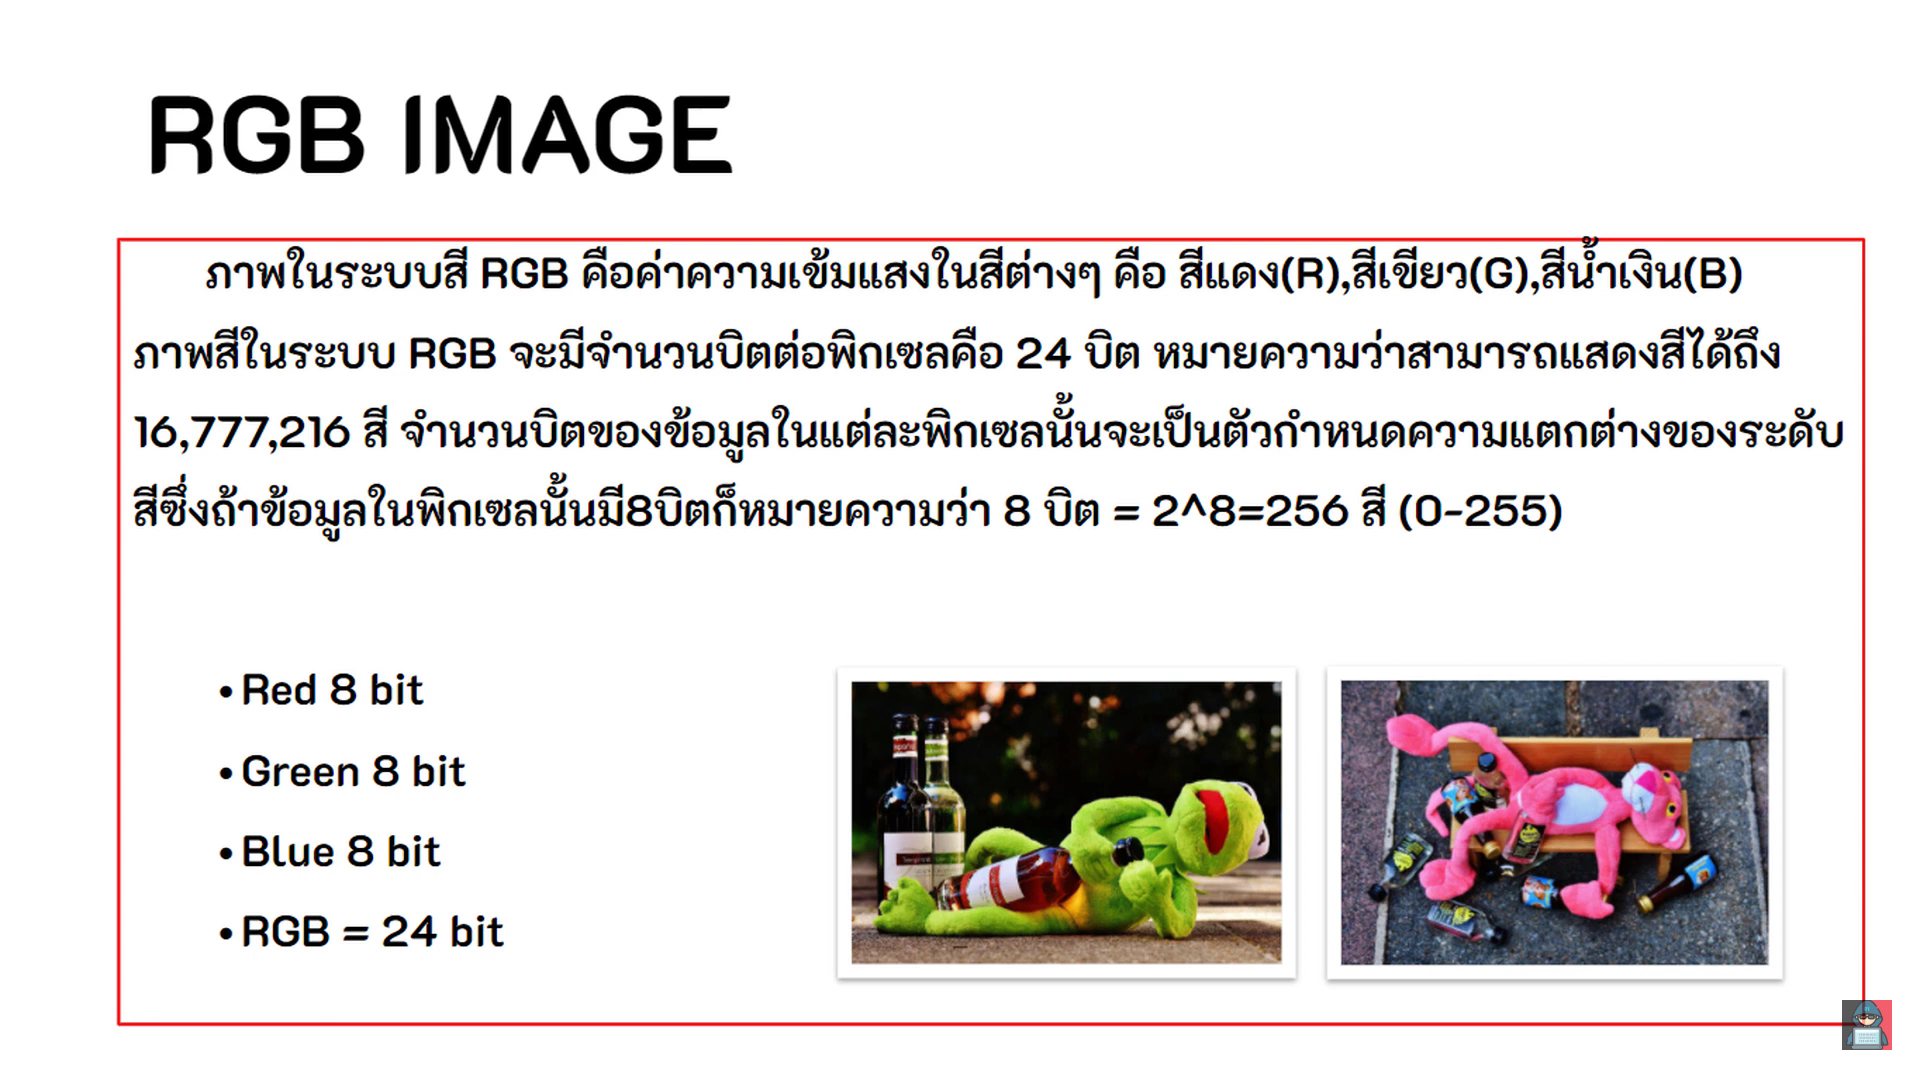 RGB IMAGE
ภาพในระบบสี RGB คือค่าความเข้มแสงในสีต่างๆ คือ สีแดง(R),สีเขียว(G),สีน้ำเงิน(B)
ภาพสีในระบบ RGB จะมีจำนวนบิตต่อพิกเซลคือ 24 บิต หมายความว่าสามารถแสดงสีได้ถึง
16,777,216 สี จำนวนบิตของข้อมูลในแต่ละพิกเซลนั้นจะเป็นตัวกำหนดความแตกต่างของระดับ
สีซึ่งถ้าข้อมูลในพิกเซลนั้นมี8บิตก็หมายความว่า 8 บิต = 2^8=256 สี (0-255)
• Red 8 bit
• Green 8 bit
• Blue 8 bit
• RGB = 24 bit